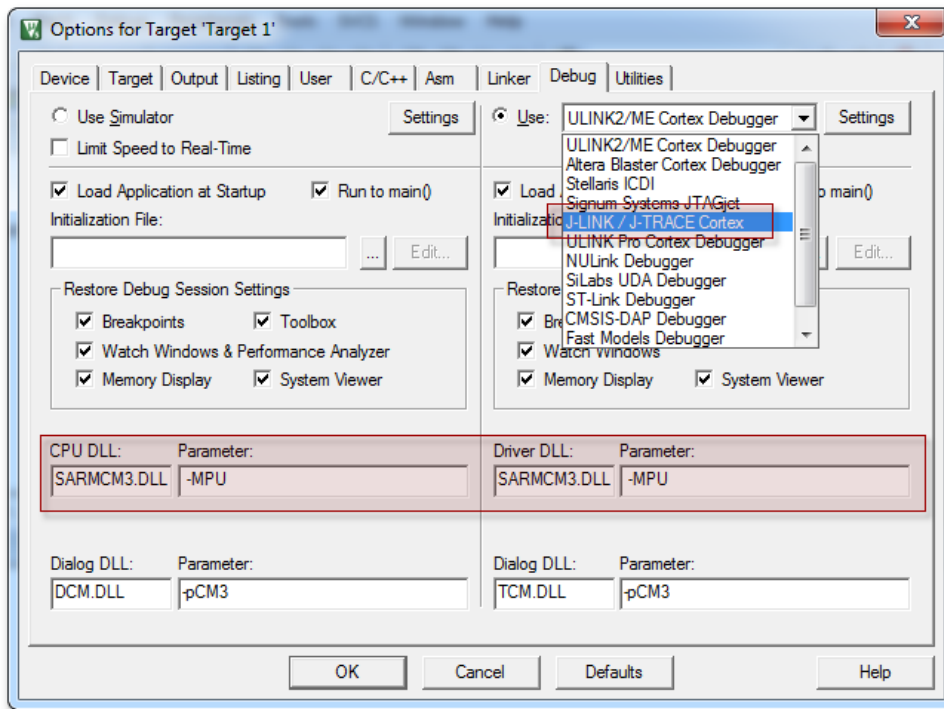 Options for Target 'Target 1'
Device Target Output Listing User C/C++ Asm Linker Debug Utilities
Use Simulator Settings
Limit Speed to Real-Time
Load Application at Startup Run to main()
Initialization File:
... Edit...
Restore Debug Session Settings
Breakpoints Toolbox
Watch Windows & Performance Analyzer
Memory Display System Viewer
CPU DLL: Parameter:
SARMCM3.DLL -MPU
Dialog DLL: Parameter:
DCM.DLL -pCM3
Use: ULINK2/ME Cortex Debugger Settings
ULINK2/ME Cortex Debugger
Altera Blaster Cortex Debugger
Stellaris ICDI
Signum Systems JTAGjet
J-LINK / J-TRACE Cortex
ULINK Pro Cortex Debugger
NULink Debugger
SiLabs UDA Debugger
ST-Link Debugger
CMSIS-DAP Debugger
Fast Models Debugger
Load main()
Edit...
Restore
Watch Windows
Memory Display System Viewer
Driver DLL: Parameter:
SARMCM3.DLL -MPU
Dialog DLL: Parameter:
TCM.DLL -pCM3
OK Cancel Defaults Help